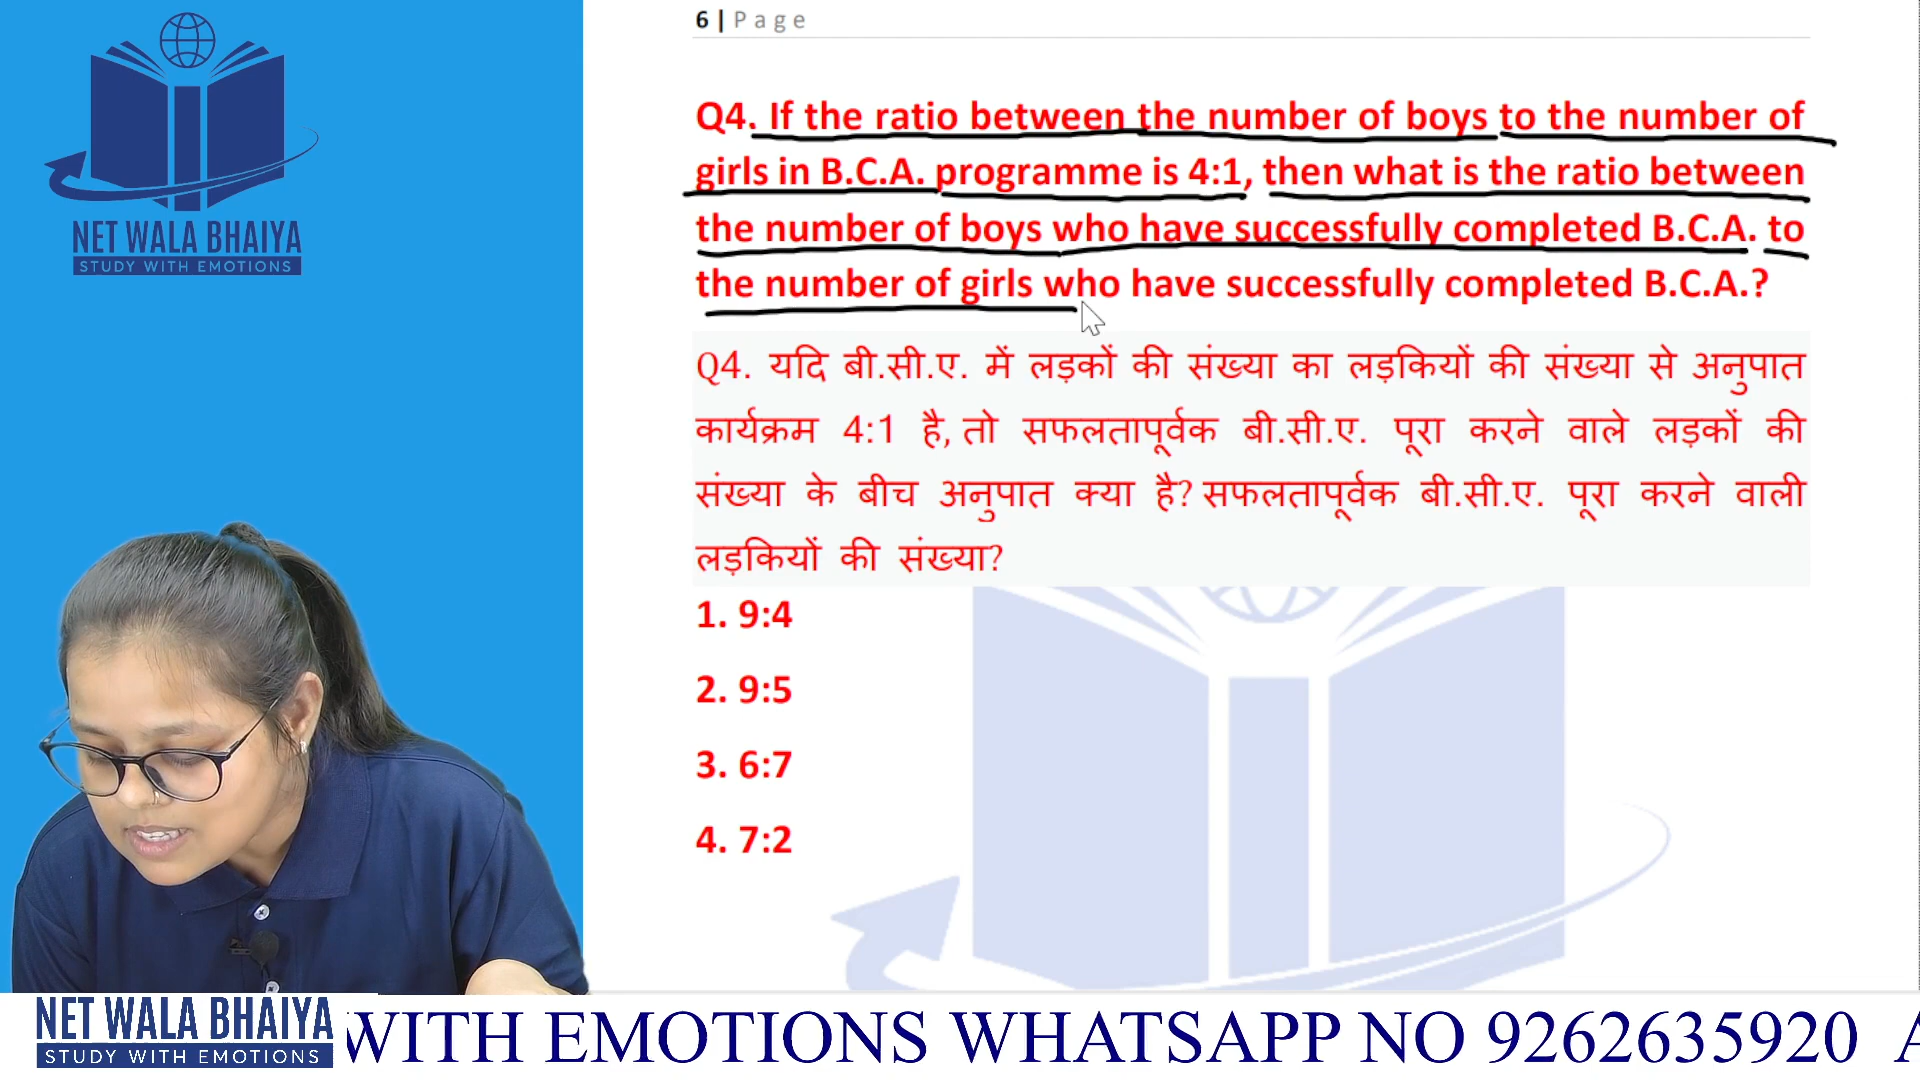 6 | Page
NET WALA BHAIYA
STUDY WITH EMOTIONS
Q4. If the ratio between the number of boys to the number of
girls in B.C.A. programme is 4:1, then what is the ratio between
the number of boys who have successfully completed B.C.A. to
the number of girls who have successfully completed B.C.A.?
Q4. यदि बी.सी.ए. में लड़कों की संख्या का लड़कियों की संख्या से अनुपात
कार्यक्रम 4:1 है, तो सफलतापूर्वक बी.सी.ए. पूरा करने वाले लड़कों की
संख्या के बीच अनुपात क्या है? सफलतापूर्वक बी.सी.ए. पूरा करने वाली
लड़कियों की संख्या?
1. 9:4
2. 9:5
3. 6:7
4. 7:2
NET WALA BHAIYA
STUDY WITH EMOTIONS
WITH EMOTIONS WHATSAPP NO 9262635920 A